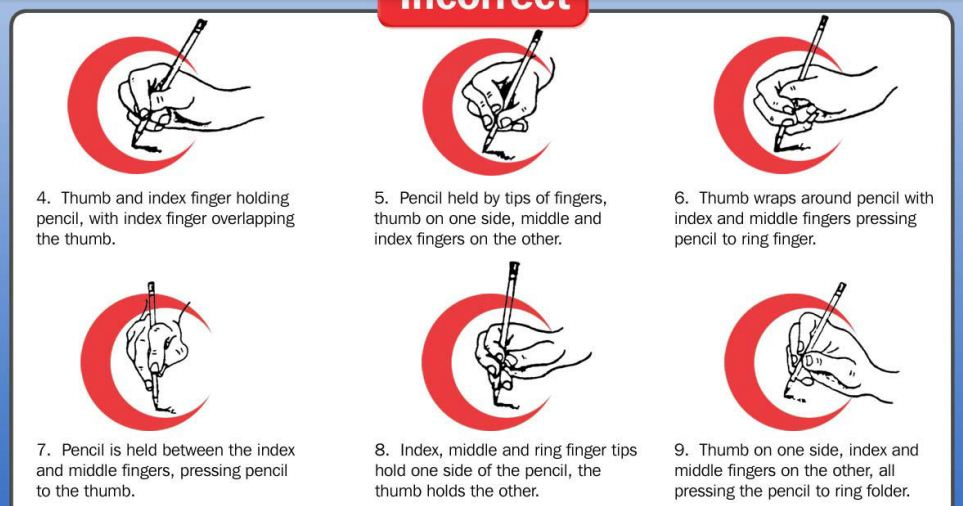 Incorrect
4. Thumb and index finger holding
pencil, with index finger overlapping
the thumb.
5. Pencil held by tips of fingers,
thumb on one side, middle and
index fingers on the other.
6. Thumb wraps around pencil with
index and middle fingers pressing
pencil to ring finger.
7. Pencil is held between the index
and middle fingers, pressing pencil
to the thumb.
8. Index, middle and ring finger tips
hold one side of the pencil, the
thumb holds the other.
9. Thumb on one side, index and
middle fingers on the other, all
pressing the pencil to ring folder.